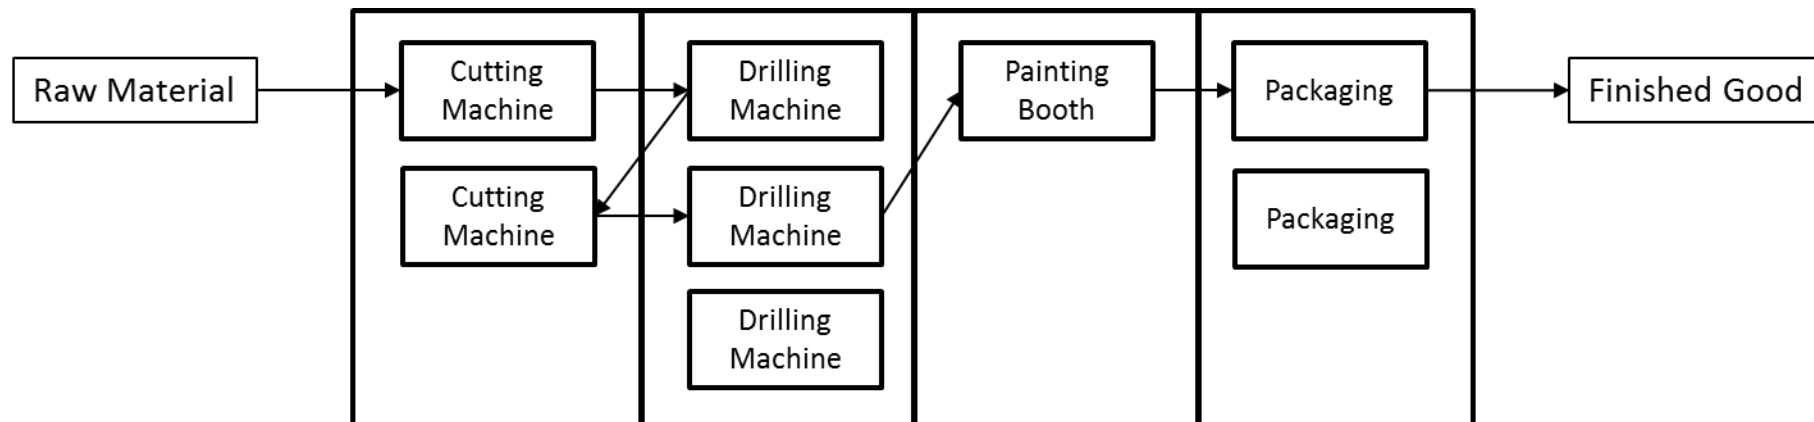 Raw Material
Cutting
Machine
Drilling
Machine
Painting
Booth
Packaging
Finished Good
Cutting
Machine
Drilling
Machine
Packaging
Drilling
Machine